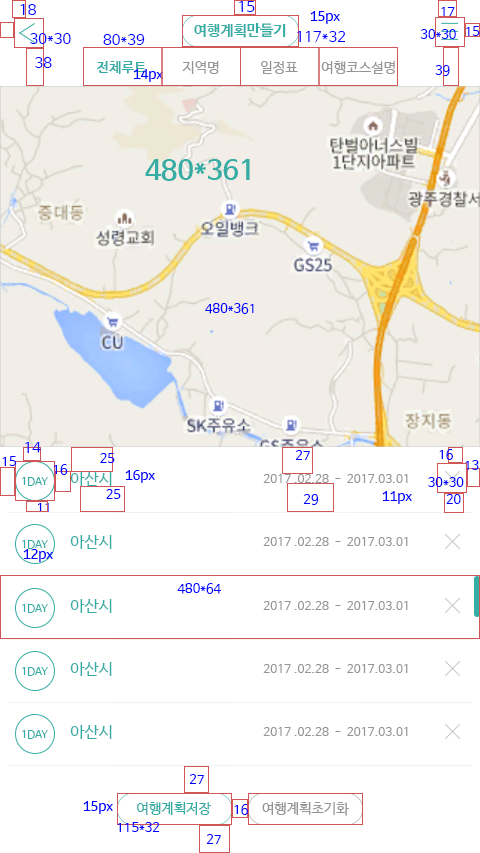 18 15 17
여행계획만들기 15px
30*30 80*39 117*32 30*30 15
38 전체루트 지역명 일정표 여행코스설명 39
14px
탄벌아너스빌
1단지아파트
480*361
광주경찰서
중대동
성령교회 오일뱅크
GS25
480*361
CU
SK주유소 장지동
GS주유소
14 25 27 16
15 16 16px 13
1DAY 아산시 2017 .02.28 - 2017.03.01 30*30
25 29 11px 20
11
1DAY 아산시 2017 .02.28 - 2017.03.01
12px
480*64
1DAY 아산시 2017 .02.28 - 2017.03.01
1DAY 아산시 2017 .02.28 - 2017.03.01
1DAY 아산시 2017 .02.28 - 2017.03.01
27
15px 여행계획저장 16 여행계획초기화
115*32
27